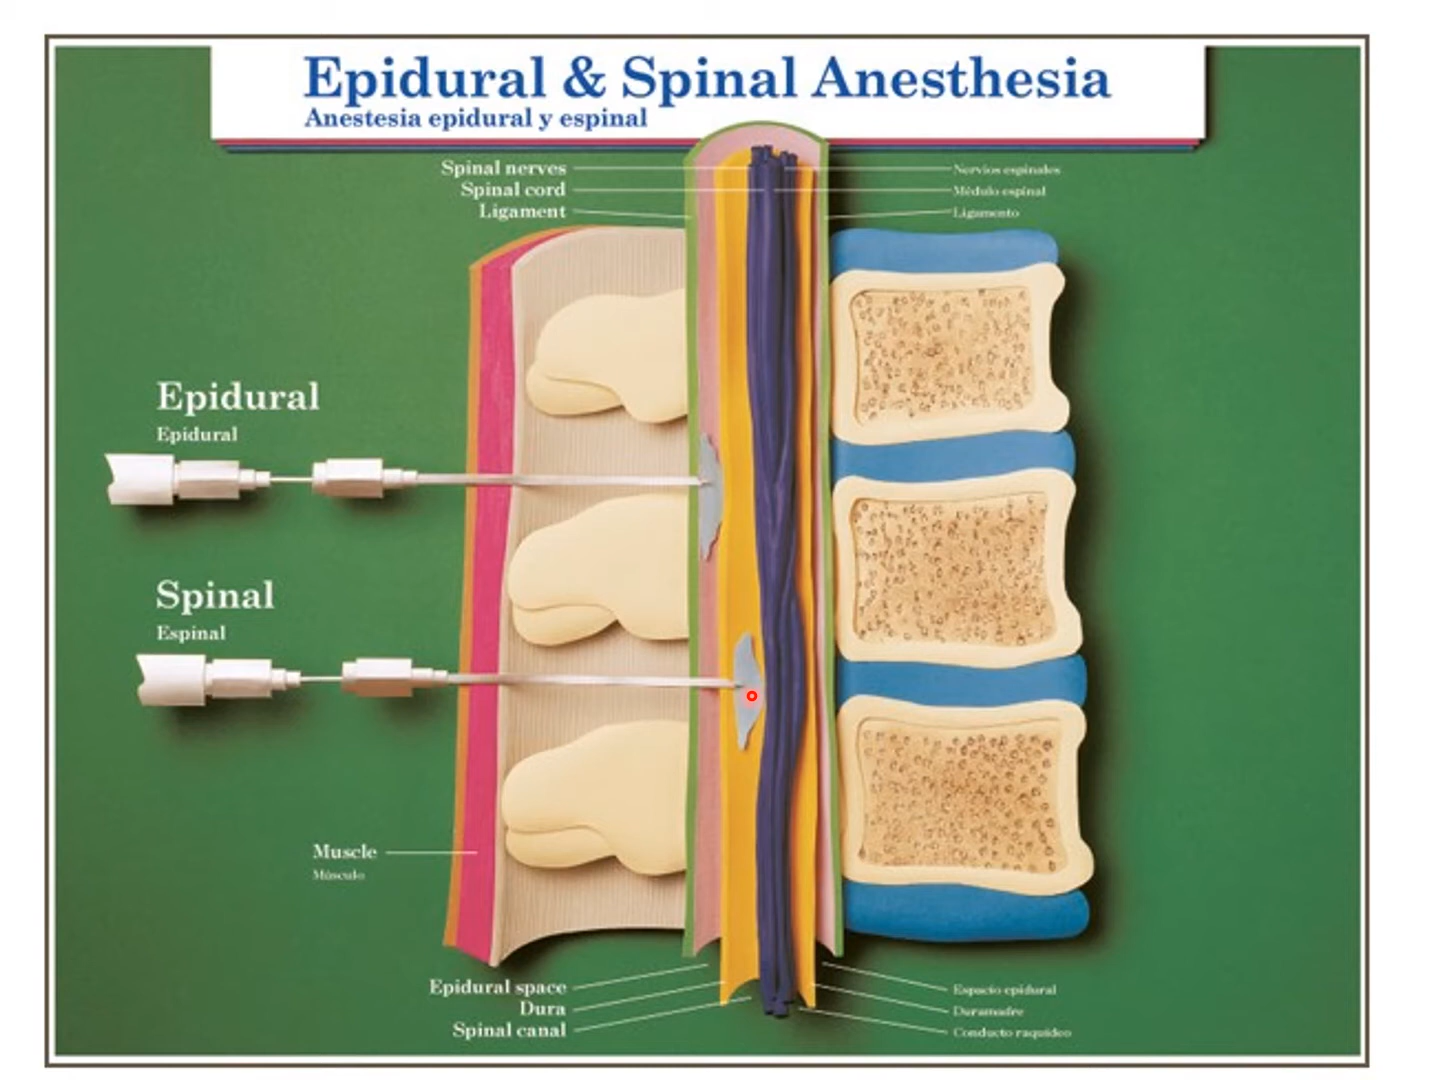 Epidural & Spinal Anesthesia
Anestesia epidural y espinal
Spinal nerves
Nervios espinales
Spinal cord
Médulo espinal
Ligament
Ligamento
Epidural
Epidural
Spinal
Espinal
Muscle
Músculo
Epidural space
Espacio epidural
Dura
Duramadre
Spinal canal
Conducto raquídeo